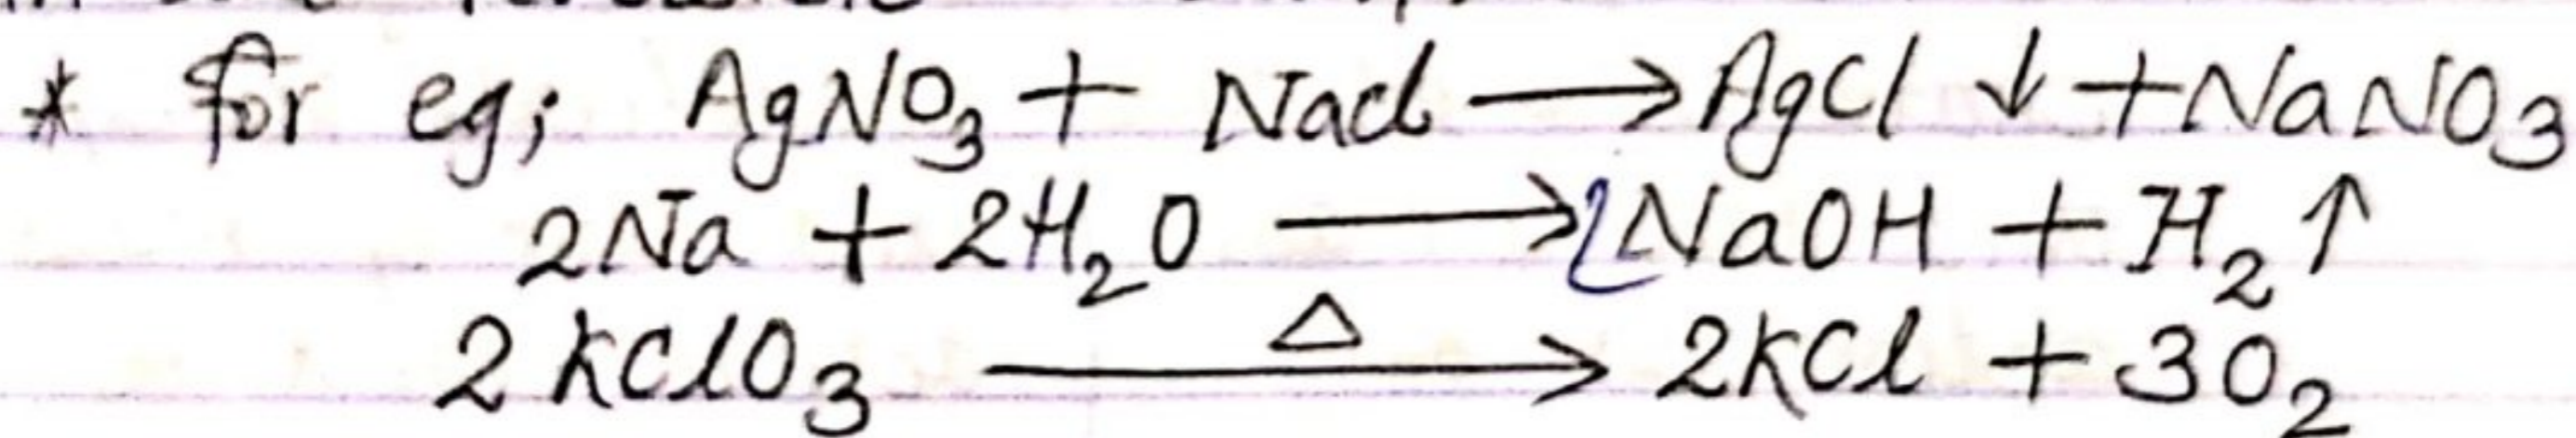 * for eg; AgNO₃ + Nacl ⟶ AgCl ↓ + NaNO₃
2Na + 2H₂O ⟶ 2NaOH + H₂ ↑
2KClO₃ —Δ→ 2KCl + 3O₂